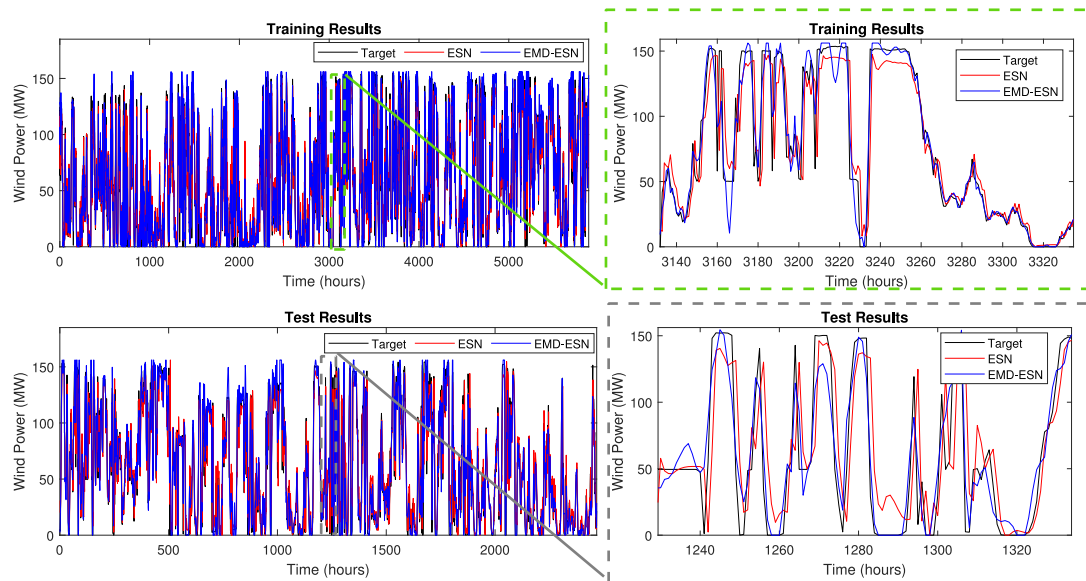 Training Results
Target ESN EMD-ESN
Wind Power (MW)
150
100
50
0
0 1000 2000 3000 4000 5000
Time (hours)
Training Results
Target
ESN
EMD-ESN
Wind Power (MW)
150
100
50
0
3140 3160 3180 3200 3220 3240 3260 3280 3300 3320
Time (hours)
Test Results
Target ESN EMD-ESN
Wind Power (MW)
150
100
50
0
0 500 1000 1500 2000
Time (hours)
Test Results
Target
ESN
EMD-ESN
Wind Power (MW)
150
100
50
0
1240 1260 1280 1300 1320
Time (hours)